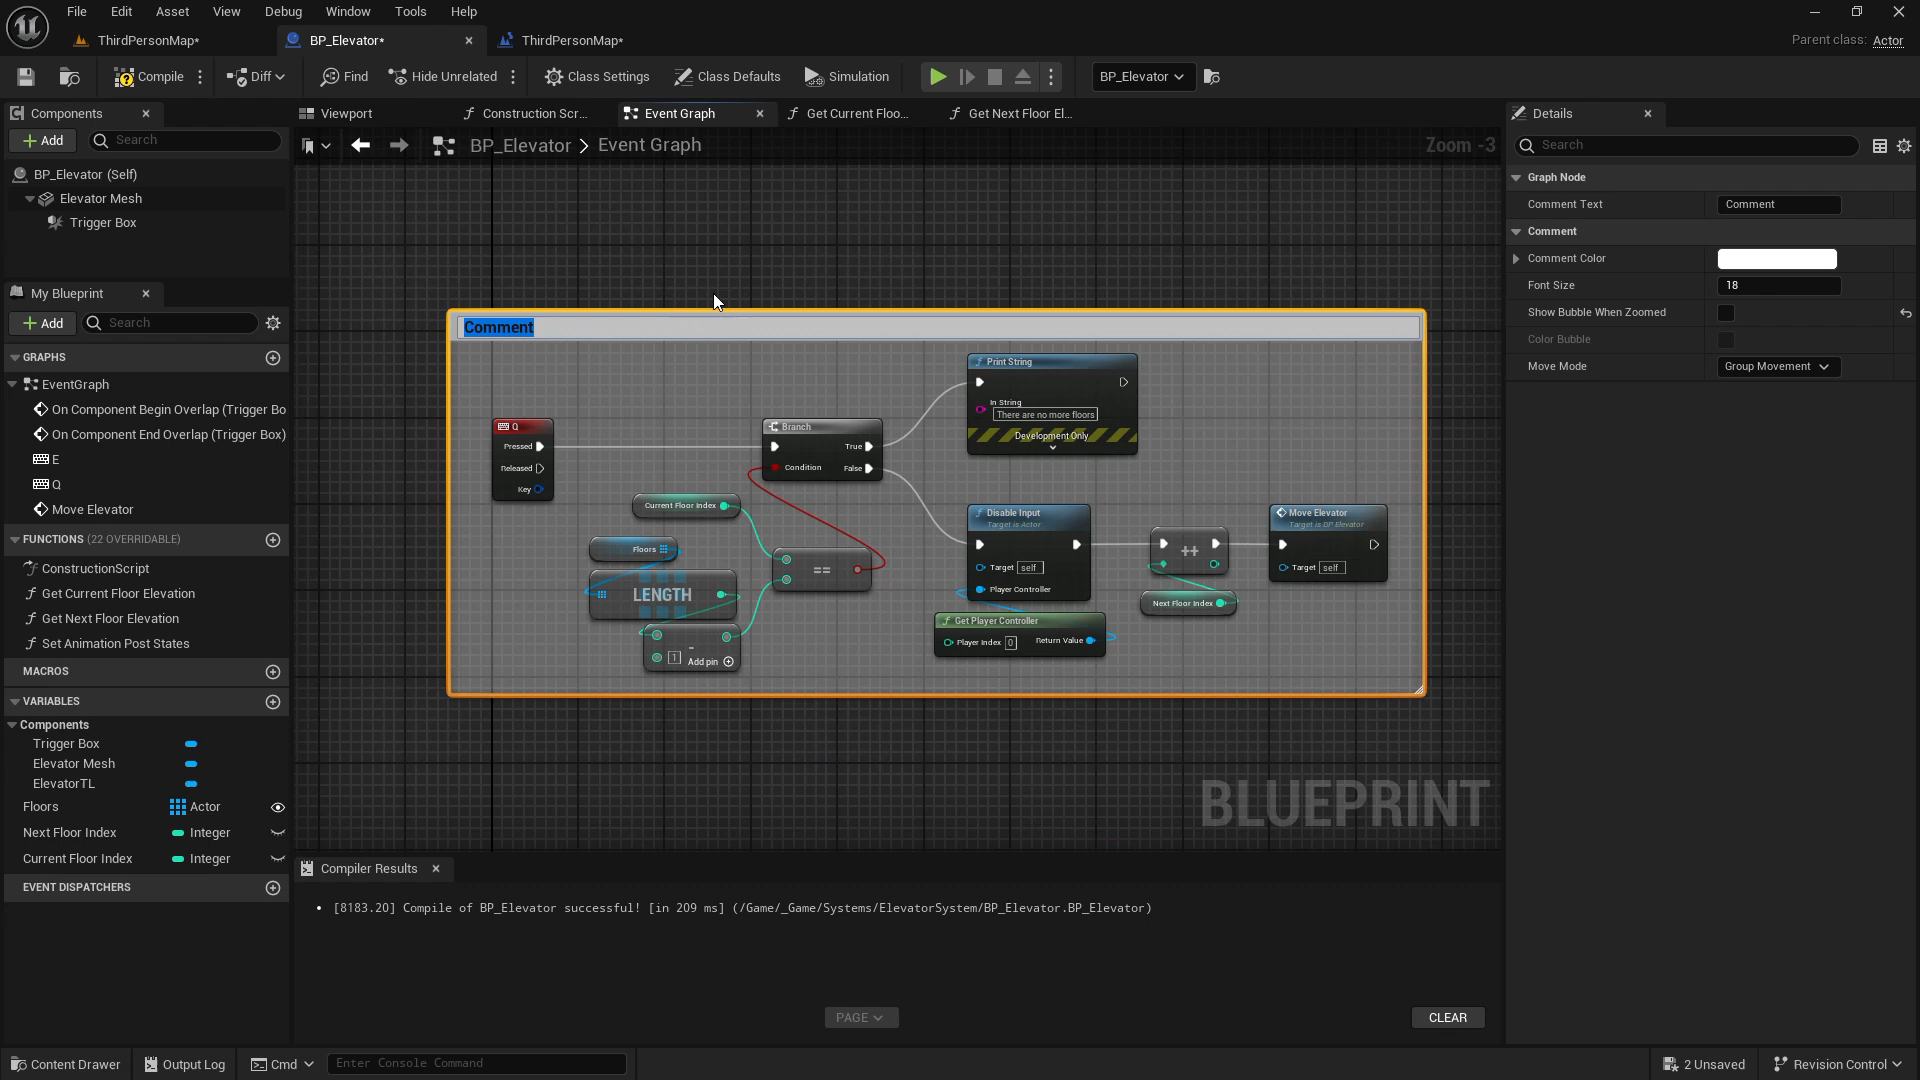 File Edit Asset View Debug Window Tools Help
ThirdPersonMap* BP_Elevator* ThirdPersonMap* Parent class: Actor
Compile Diff Find Hide Unrelated Class Settings Class Defaults Simulation BP_Elevator
Components Viewport Construction Scr... Event Graph Get Current Floo... Get Next Floor El... Details
Add Search BP_Elevator > Event Graph Zoom -3 Search
BP_Elevator (Self)
Elevator Mesh
Trigger Box
Graph Node
Comment Text Comment
Comment
Comment Color
Font Size 18
Show Bubble When Zoomed
Color Bubble
Move Mode Group Movement
My Blueprint
Add Search
GRAPHS
EventGraph
On Component Begin Overlap (Trigger Bo
On Component End Overlap (Trigger Box)
E
Q
Move Elevator
FUNCTIONS (22 OVERRIDABLE)
ConstructionScript
Get Current Floor Elevation
Get Next Floor Elevation
Set Animation Post States
MACROS
VARIABLES
Components
Trigger Box
Elevator Mesh
ElevatorTL
Floors Actor
Next Floor Index Integer
Current Floor Index Integer
EVENT DISPATCHERS
Comment
Q
Pressed
Released
Key
Branch
True
Condition False
Print String
In String
There are no more floors
Development Only
Current Floor Index
Floors
LENGTH
==
-
1 Add pin
Disable Input
Target is Actor
Target self
Player Controller
Get Player Controller
Player Index 0 Return Value
++
Next Floor Index
Move Elevator
Target is BP Elevator
Target self
BLUEPRINT
Compiler Results
• [8183.20] Compile of BP_Elevator successful! [in 209 ms] (/Game/_Game/Systems/ElevatorSystem/BP_Elevator.BP_Elevator)
PAGE CLEAR
Content Drawer Output Log Cmd Enter Console Command 2 Unsaved Revision Control